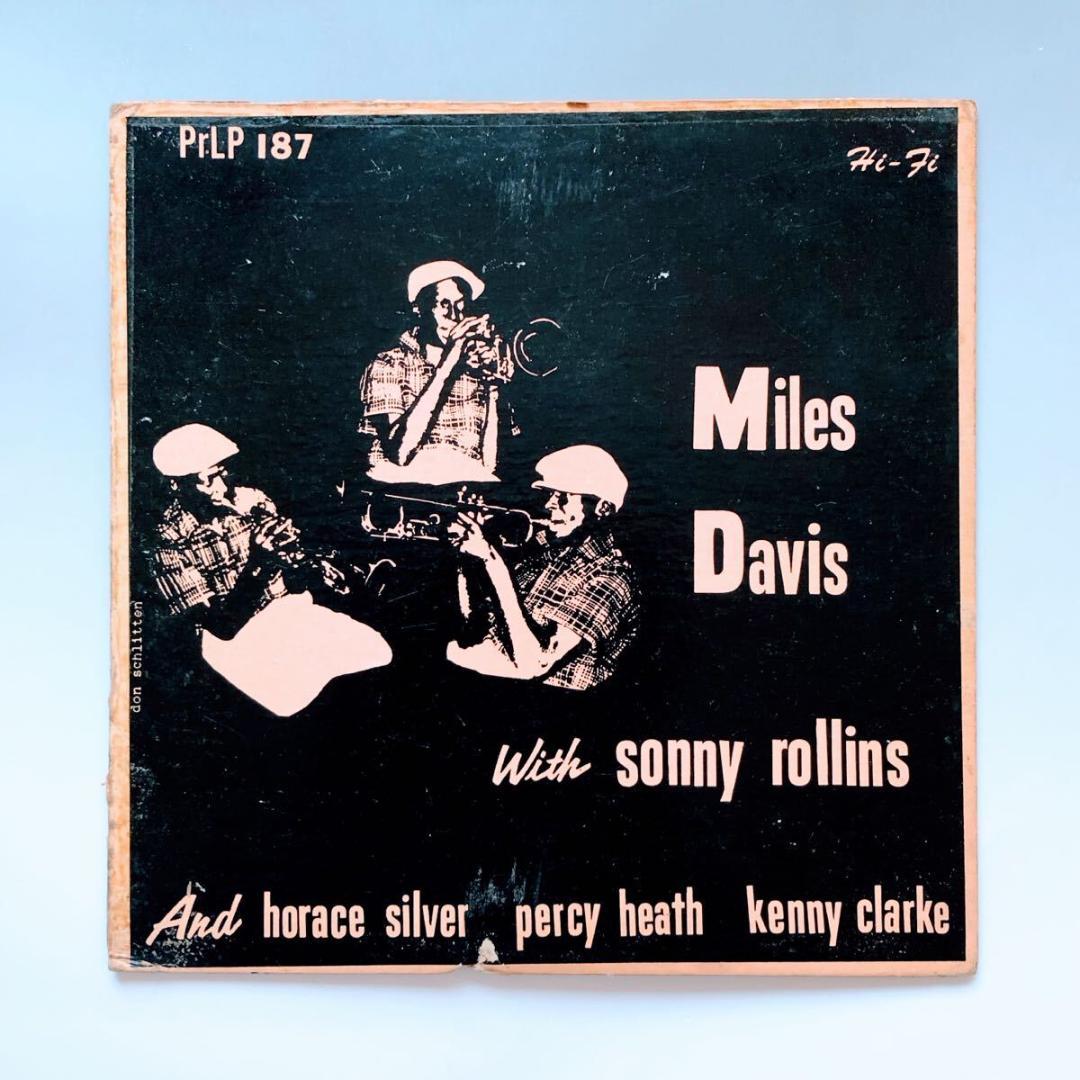 PrLP 187
Hi-Fi
Miles
Davis
don schlitten
With sonny rollins
And horace silver percy heath kenny clarke